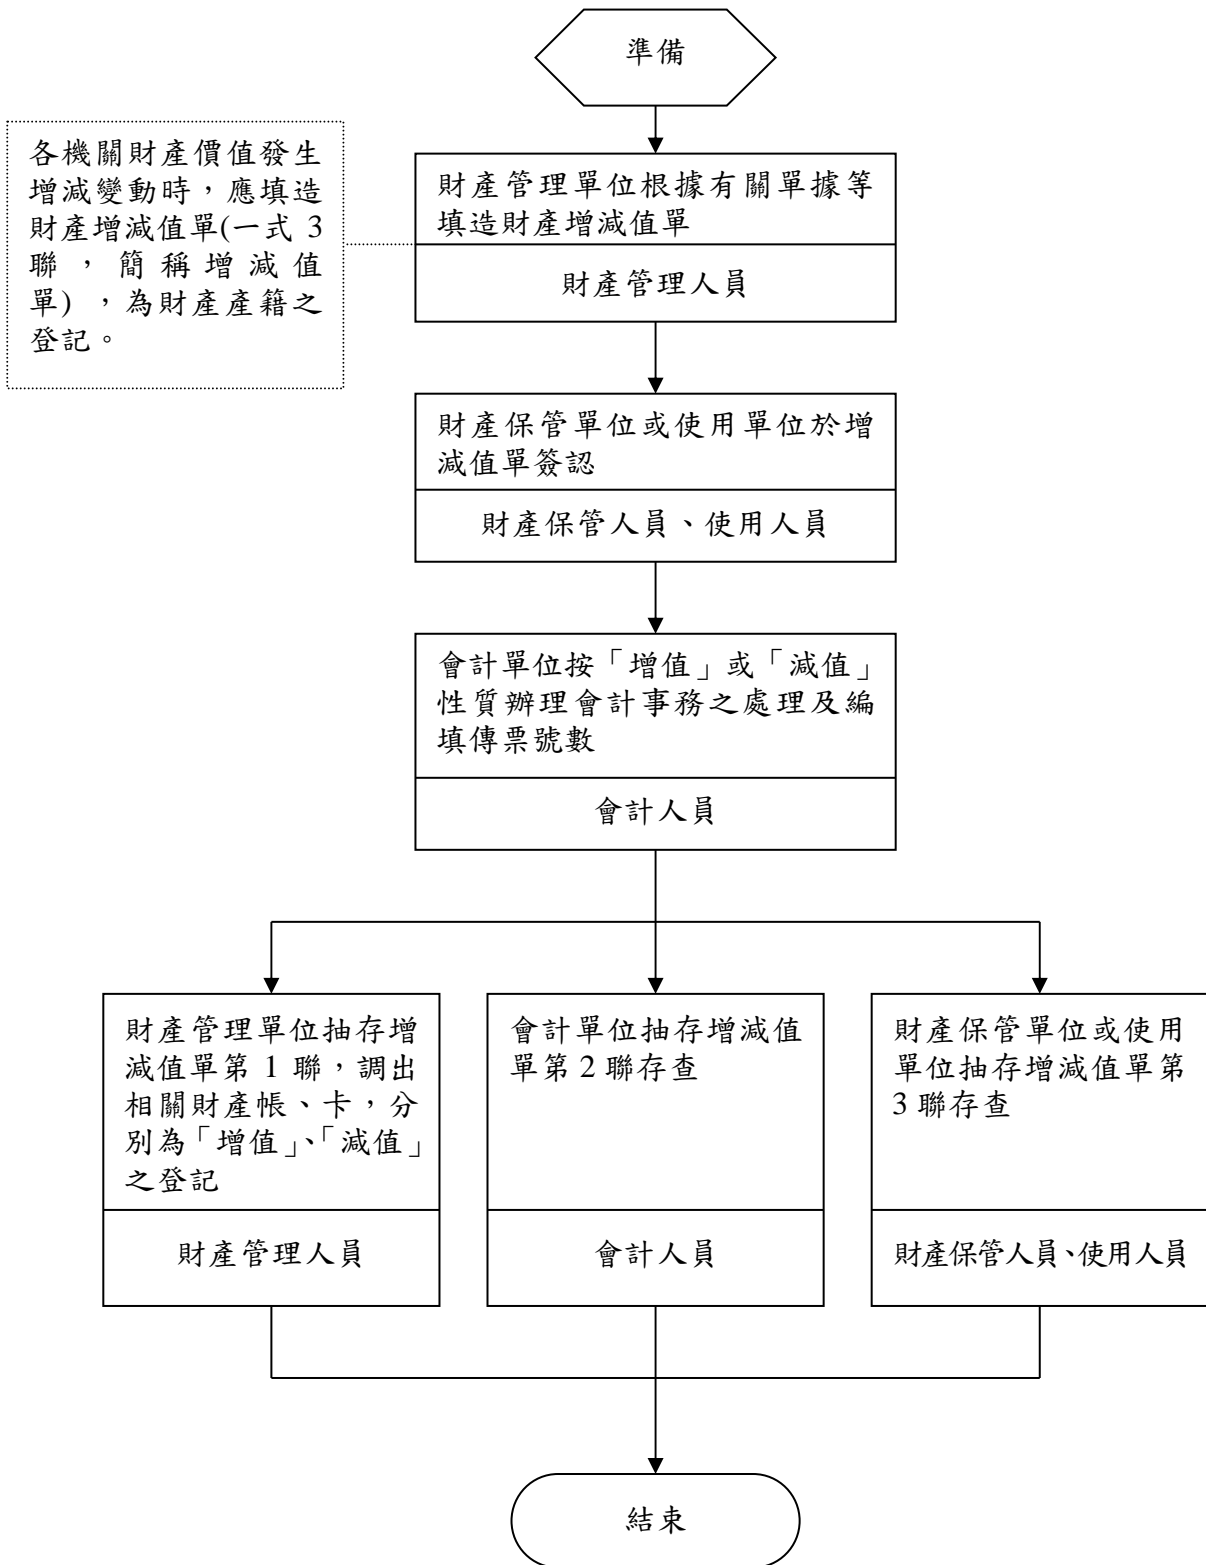 準備
各機關財產價值發生
增減變動時，應填造
財產增減值單(一式 3
聯，簡稱增減值
單)，為財產產籍之
登記。
財產管理單位根據有關單據等
填造財產增減值單
財產管理人員
財產保管單位或使用單位於增
減值單簽認
財產保管人員、使用人員
會計單位按「增值」或「減值」
性質辦理會計事務之處理及編
填傳票號數
會計人員
財產管理單位抽存增
減值單第 1 聯，調出
相關財產帳、卡，分
別為「增值」、「減值」
之登記
財產管理人員
會計單位抽存增減值
單第 2 聯存查
會計人員
財產保管單位或使用
單位抽存增減值單第
3 聯存查
財產保管人員、使用人員
結束